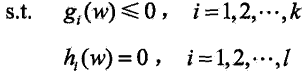 s.t. gᵢ(w)≤0, i=1,2,⋯,k
hᵢ(w)=0, i=1,2,⋯,l